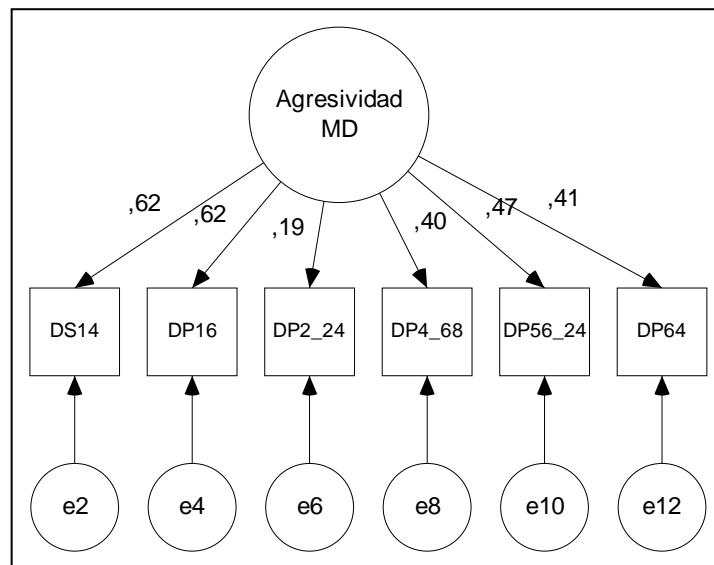 Agresividad
MD
,62
,62
,19
,40
,47
,41
DS14
DP16
DP2_24
DP4_68
DP56_24
DP64
e2
e4
e6
e8
e10
e12